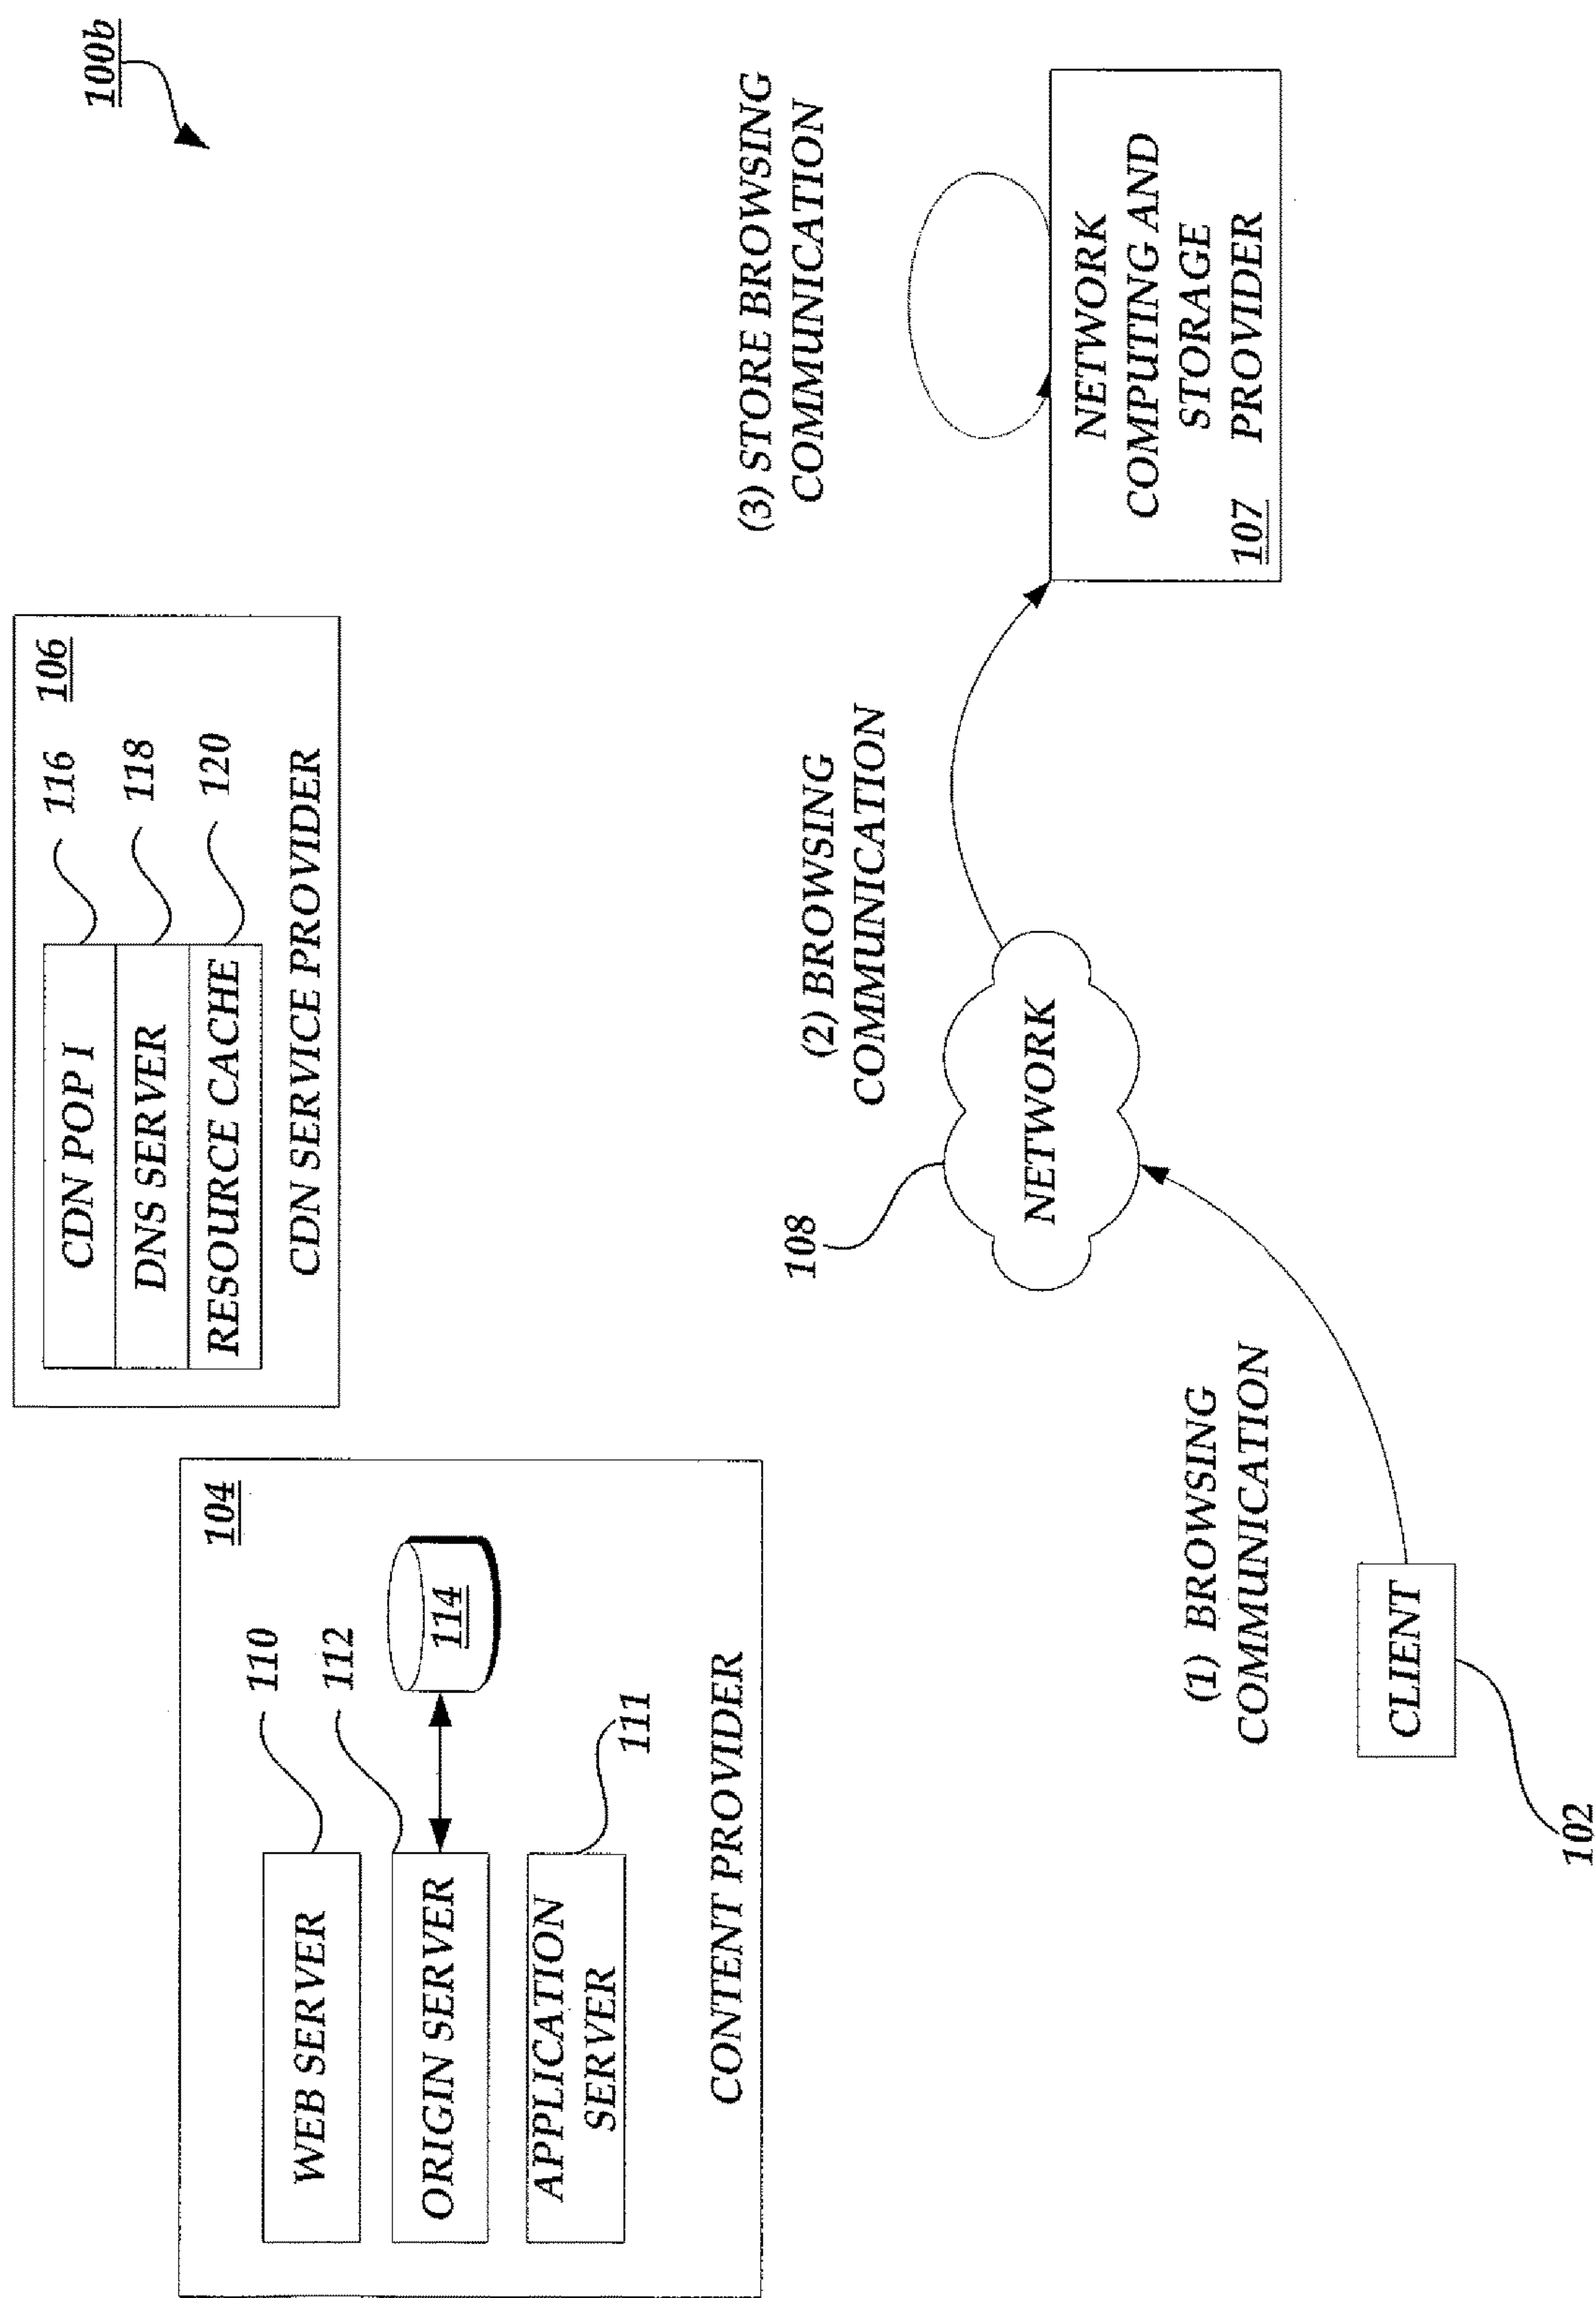 100b
104
110
112
114
111
WEB SERVER
ORIGIN SERVER
APPLICATION
SERVER
CONTENT PROVIDER
106
116
118
120
CDN POP I
DNS SERVER
RESOURCE CACHE
CDN SERVICE PROVIDER
(1) BROWSING
COMMUNICATION
CLIENT
102
108
NETWORK
(2) BROWSING
COMMUNICATION
(3) STORE BROWSING
COMMUNICATION
NETWORK
COMPUTING AND
STORAGE
107 PROVIDER